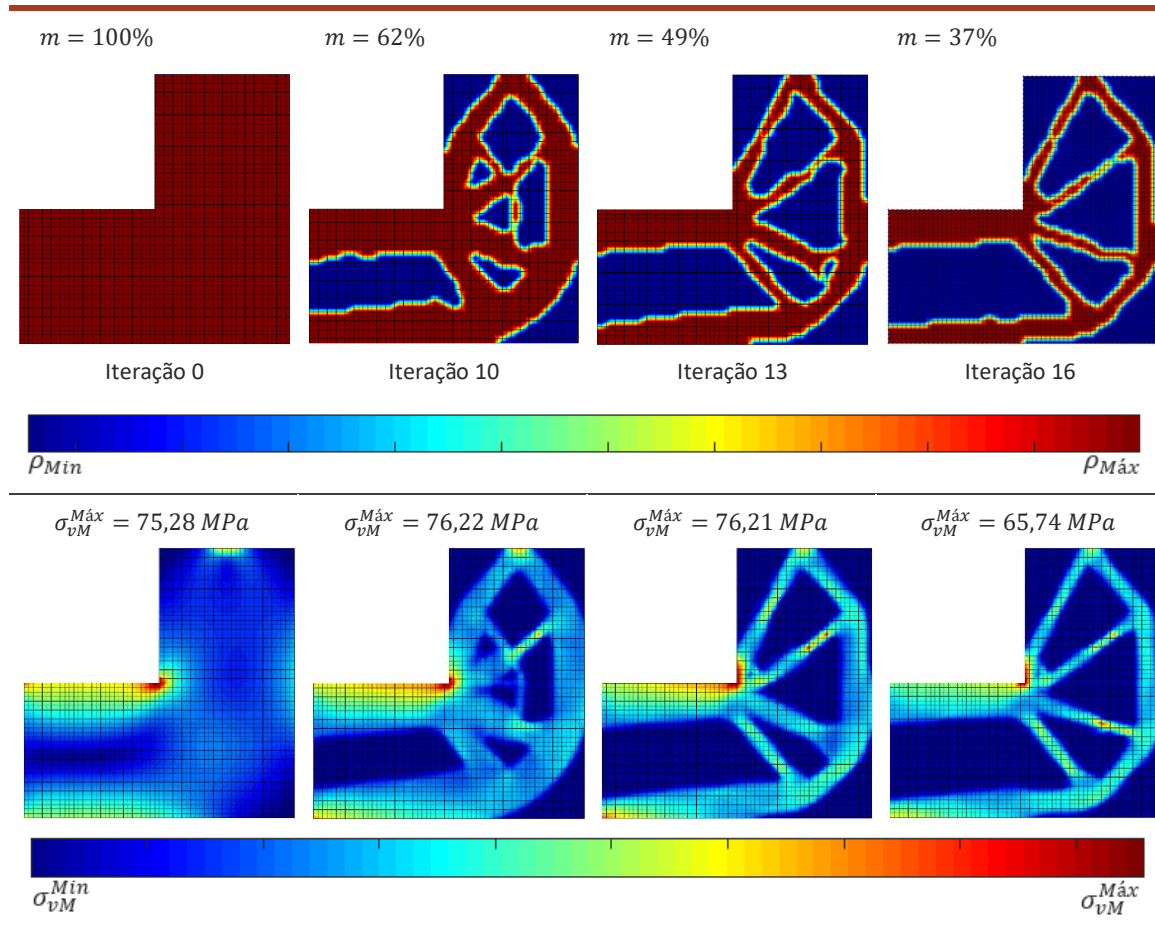 m = 100%
m = 62%
m = 49%
m = 37%
Iteração 0
Iteração 10
Iteração 13
Iteração 16
ρ_Min
ρ_Máx
σ_vM^Máx = 75,28 MPa
σ_vM^Máx = 76,22 MPa
σ_vM^Máx = 76,21 MPa
σ_vM^Máx = 65,74 MPa
σ_vM^Min
σ_vM^Máx